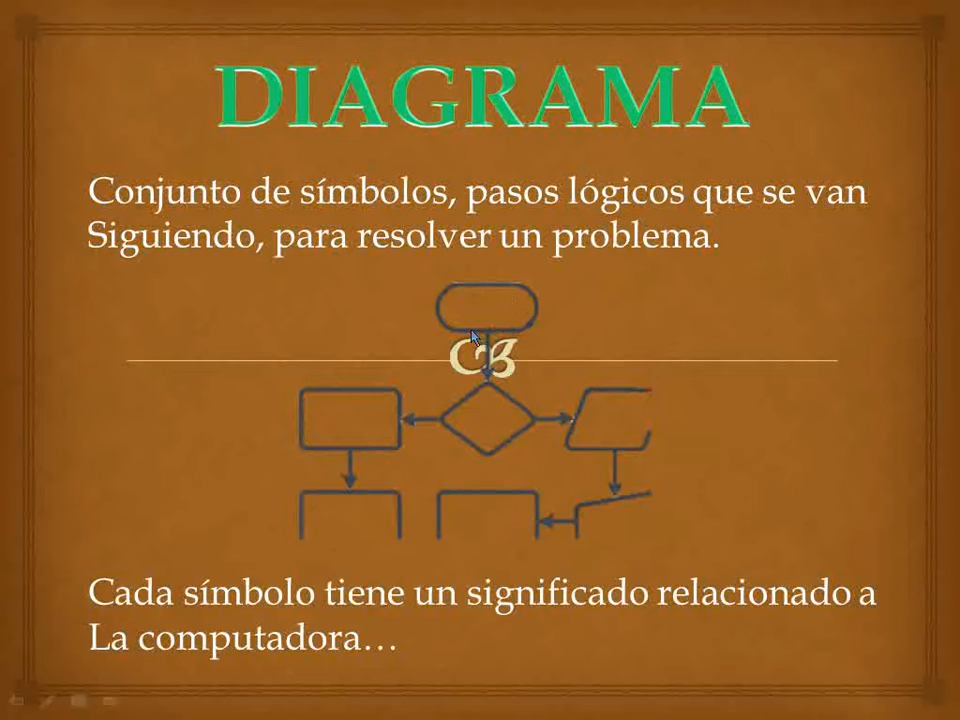 DIAGRAMA
Conjunto de símbolos, pasos lógicos que se van
Siguiendo, para resolver un problema.
Cada símbolo tiene un significado relacionado a
La computadora…